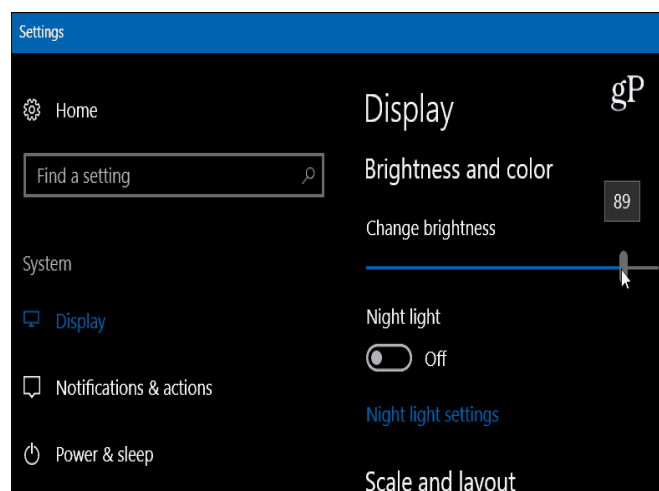 Settings
Home
Find a setting
System
Display
Notifications & actions
Power & sleep
gP
Display
Brightness and color
89
Change brightness
Night light
Off
Night light settings
Scale and layout